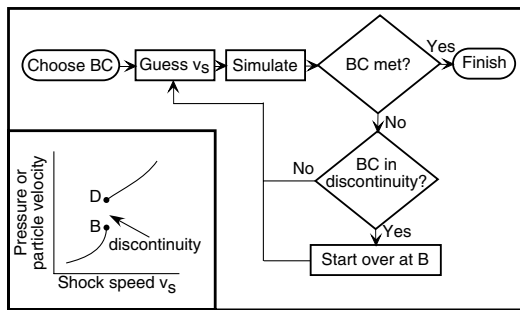 Choose BC
Guess vs
Simulate
BC met?
Yes
Finish
No
BC in
discontinuity?
No
Yes
Start over at B
Pressure or
particle velocity
D
B
discontinuity
Shock speed vs